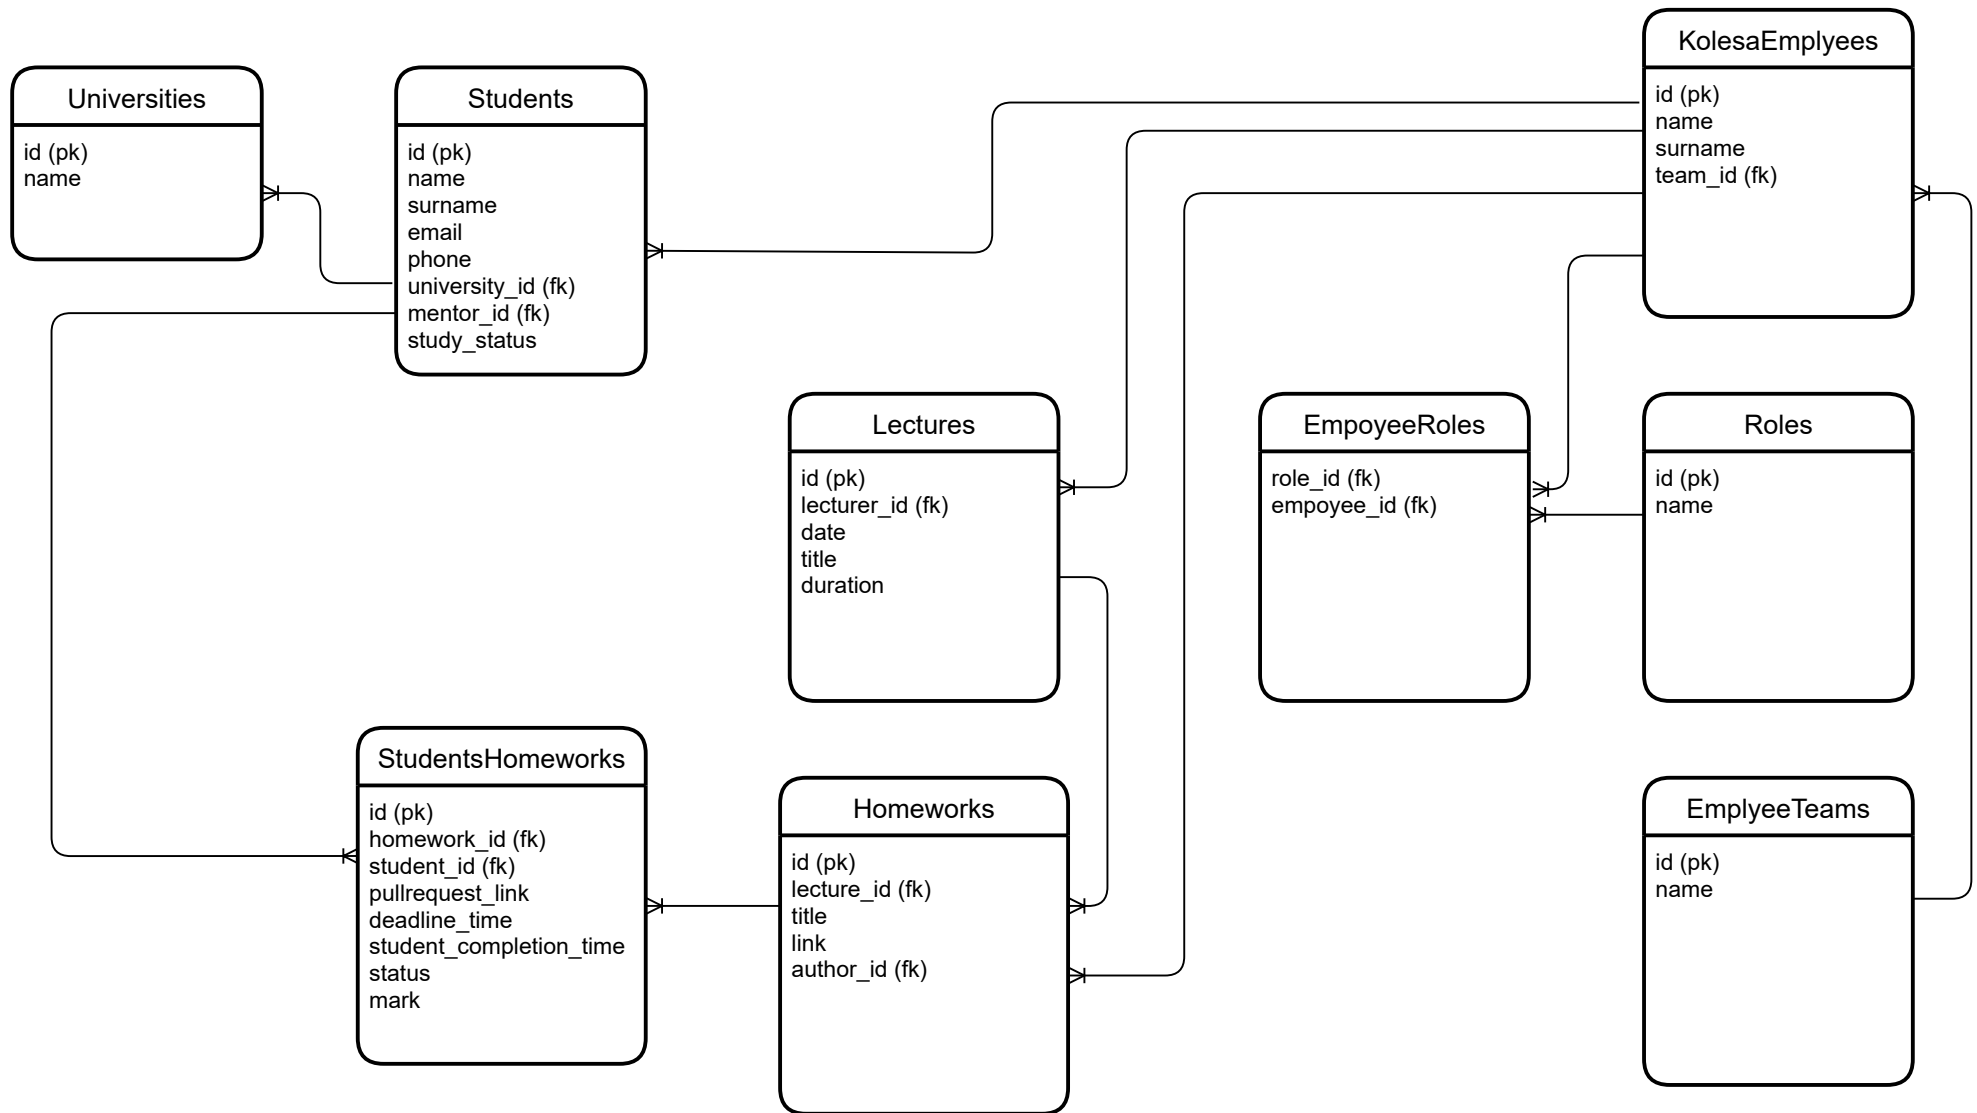 KolesaEmplyees
id (pk)
name
surname
team_id (fk)
Universities
id (pk)
name
Students
id (pk)
name
surname
email
phone
university_id (fk)
mentor_id (fk)
study_status
Lectures
id (pk)
lecturer_id (fk)
date
title
duration
EmpoyeeRoles
role_id (fk)
empoyee_id (fk)
Roles
id (pk)
name
StudentsHomeworks
id (pk)
homework_id (fk)
student_id (fk)
pullrequest_link
deadline_time
student_completion_time
status
mark
Homeworks
id (pk)
lecture_id (fk)
title
link
author_id (fk)
EmplyeeTeams
id (pk)
name